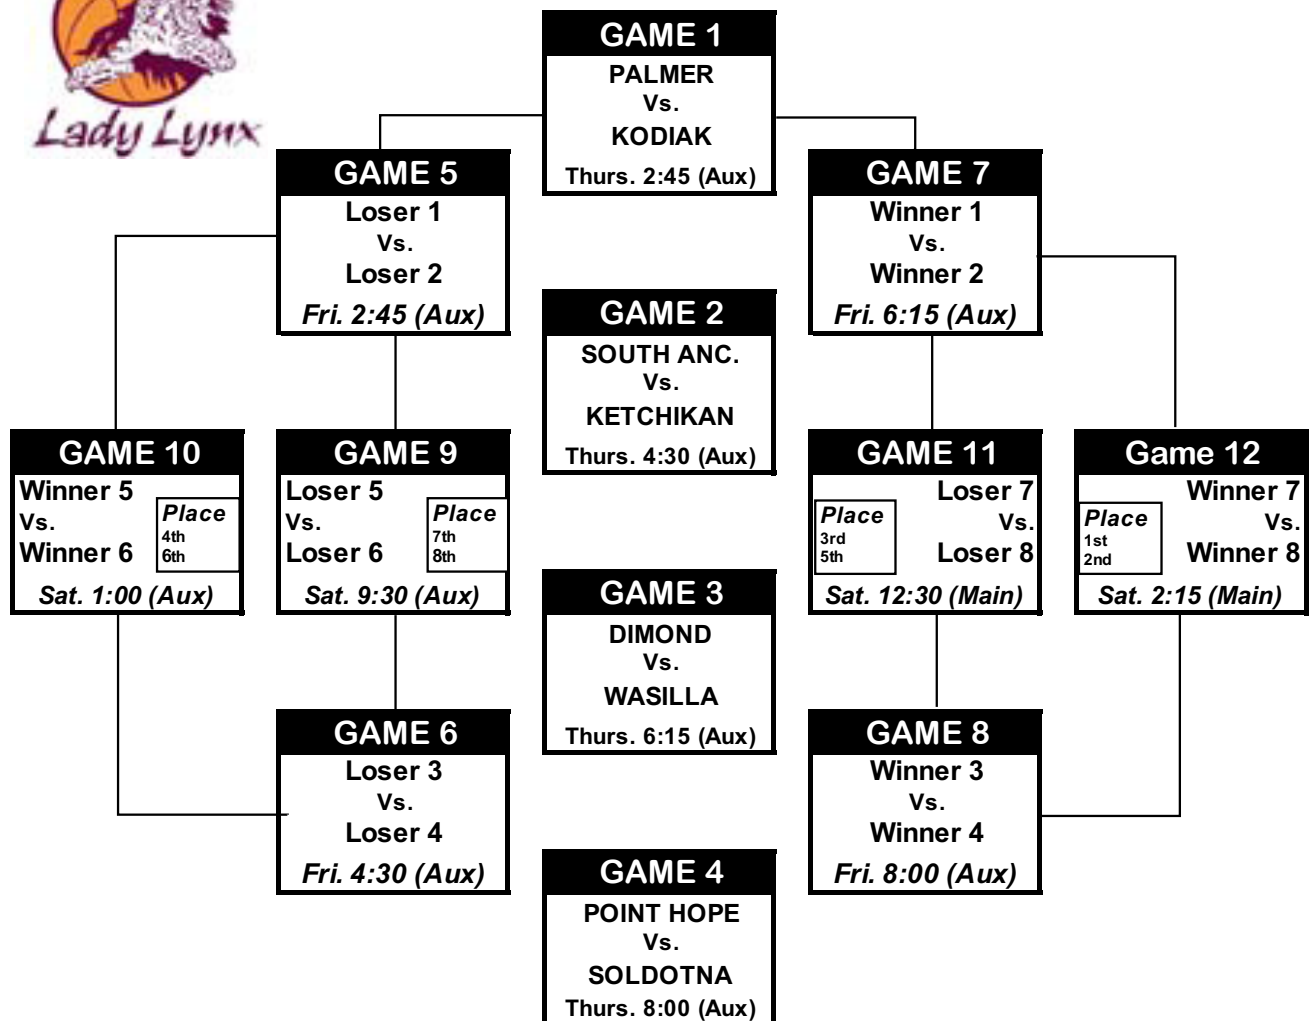 Lady Lynx
GAME 1
PALMER
Vs.
KODIAK
Thurs. 2:45 (Aux)
GAME 5
Loser 1
Vs.
Loser 2
Fri. 2:45 (Aux)
GAME 7
Winner 1
Vs.
Winner 2
Fri. 6:15 (Aux)
GAME 2
SOUTH ANC.
Vs.
KETCHIKAN
Thurs. 4:30 (Aux)
GAME 10
Winner 5
Vs.
Winner 6
Place
4th
6th
Sat. 1:00 (Aux)
GAME 9
Loser 5
Vs.
Loser 6
Place
7th
8th
Sat. 9:30 (Aux)
GAME 11
Loser 7
Vs.
Loser 8
Place
3rd
5th
Sat. 12:30 (Main)
Game 12
Winner 7
Vs.
Winner 8
Place
1st
2nd
Sat. 2:15 (Main)
GAME 3
DIMOND
Vs.
WASILLA
Thurs. 6:15 (Aux)
GAME 6
Loser 3
Vs.
Loser 4
Fri. 4:30 (Aux)
GAME 8
Winner 3
Vs.
Winner 4
Fri. 8:00 (Aux)
GAME 4
POINT HOPE
Vs.
SOLDOTNA
Thurs. 8:00 (Aux)